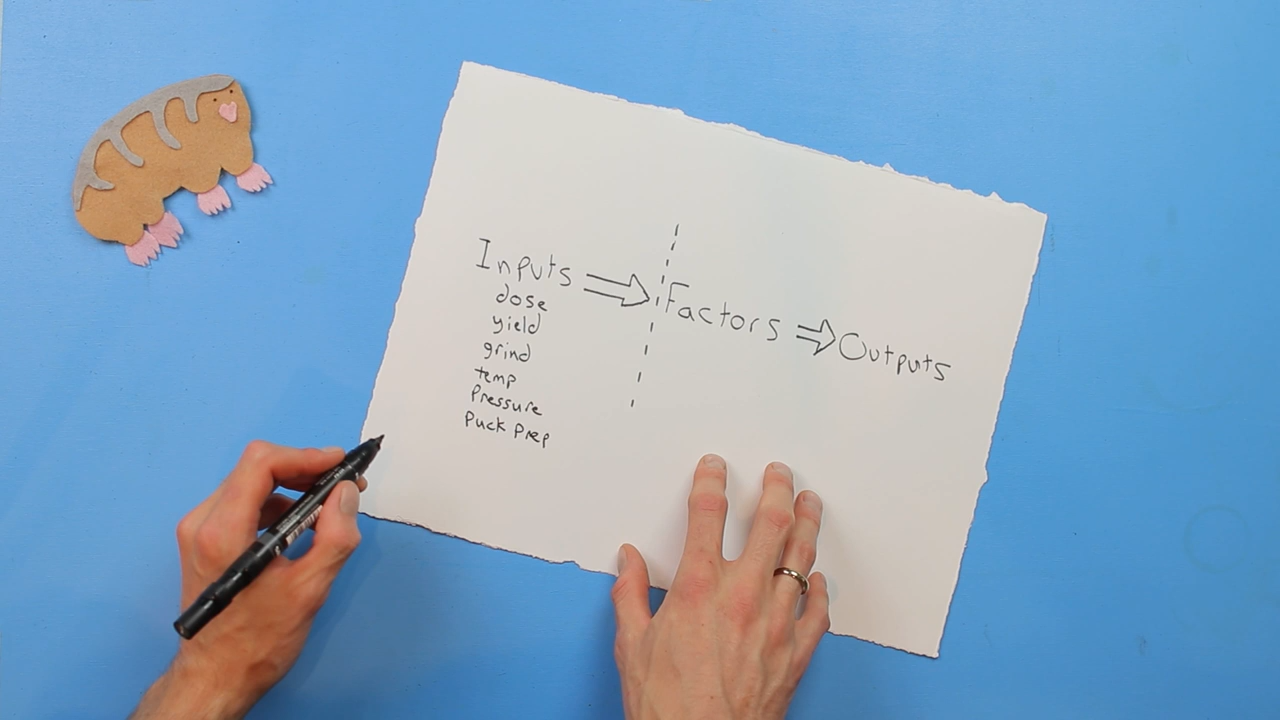 Inputs ⇒ Factors ⇒ Outputs
dose
yield
grind
temp
Pressure
Puck Prep